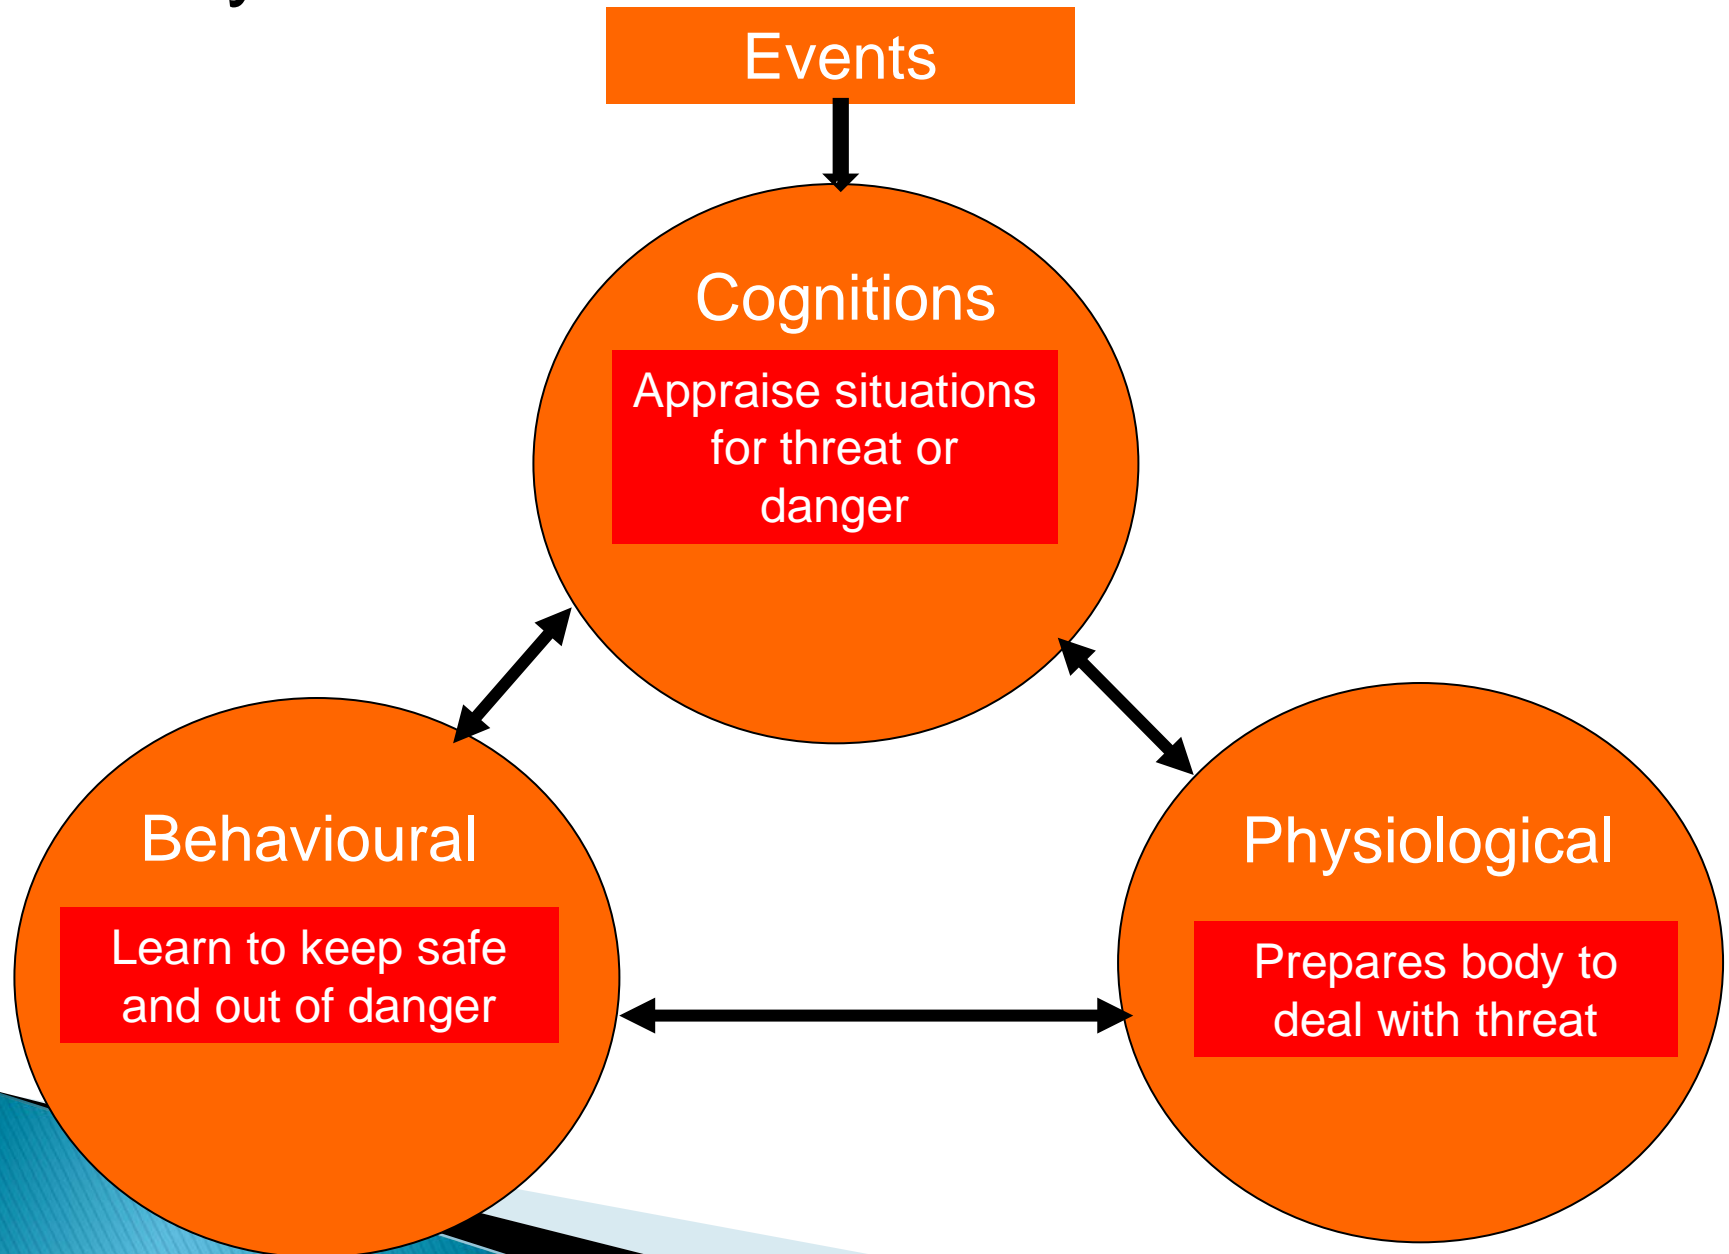 Events
Cognitions
Appraise situations
for threat or
danger
Behavioural
Learn to keep safe
and out of danger
Physiological
Prepares body to
deal with threat